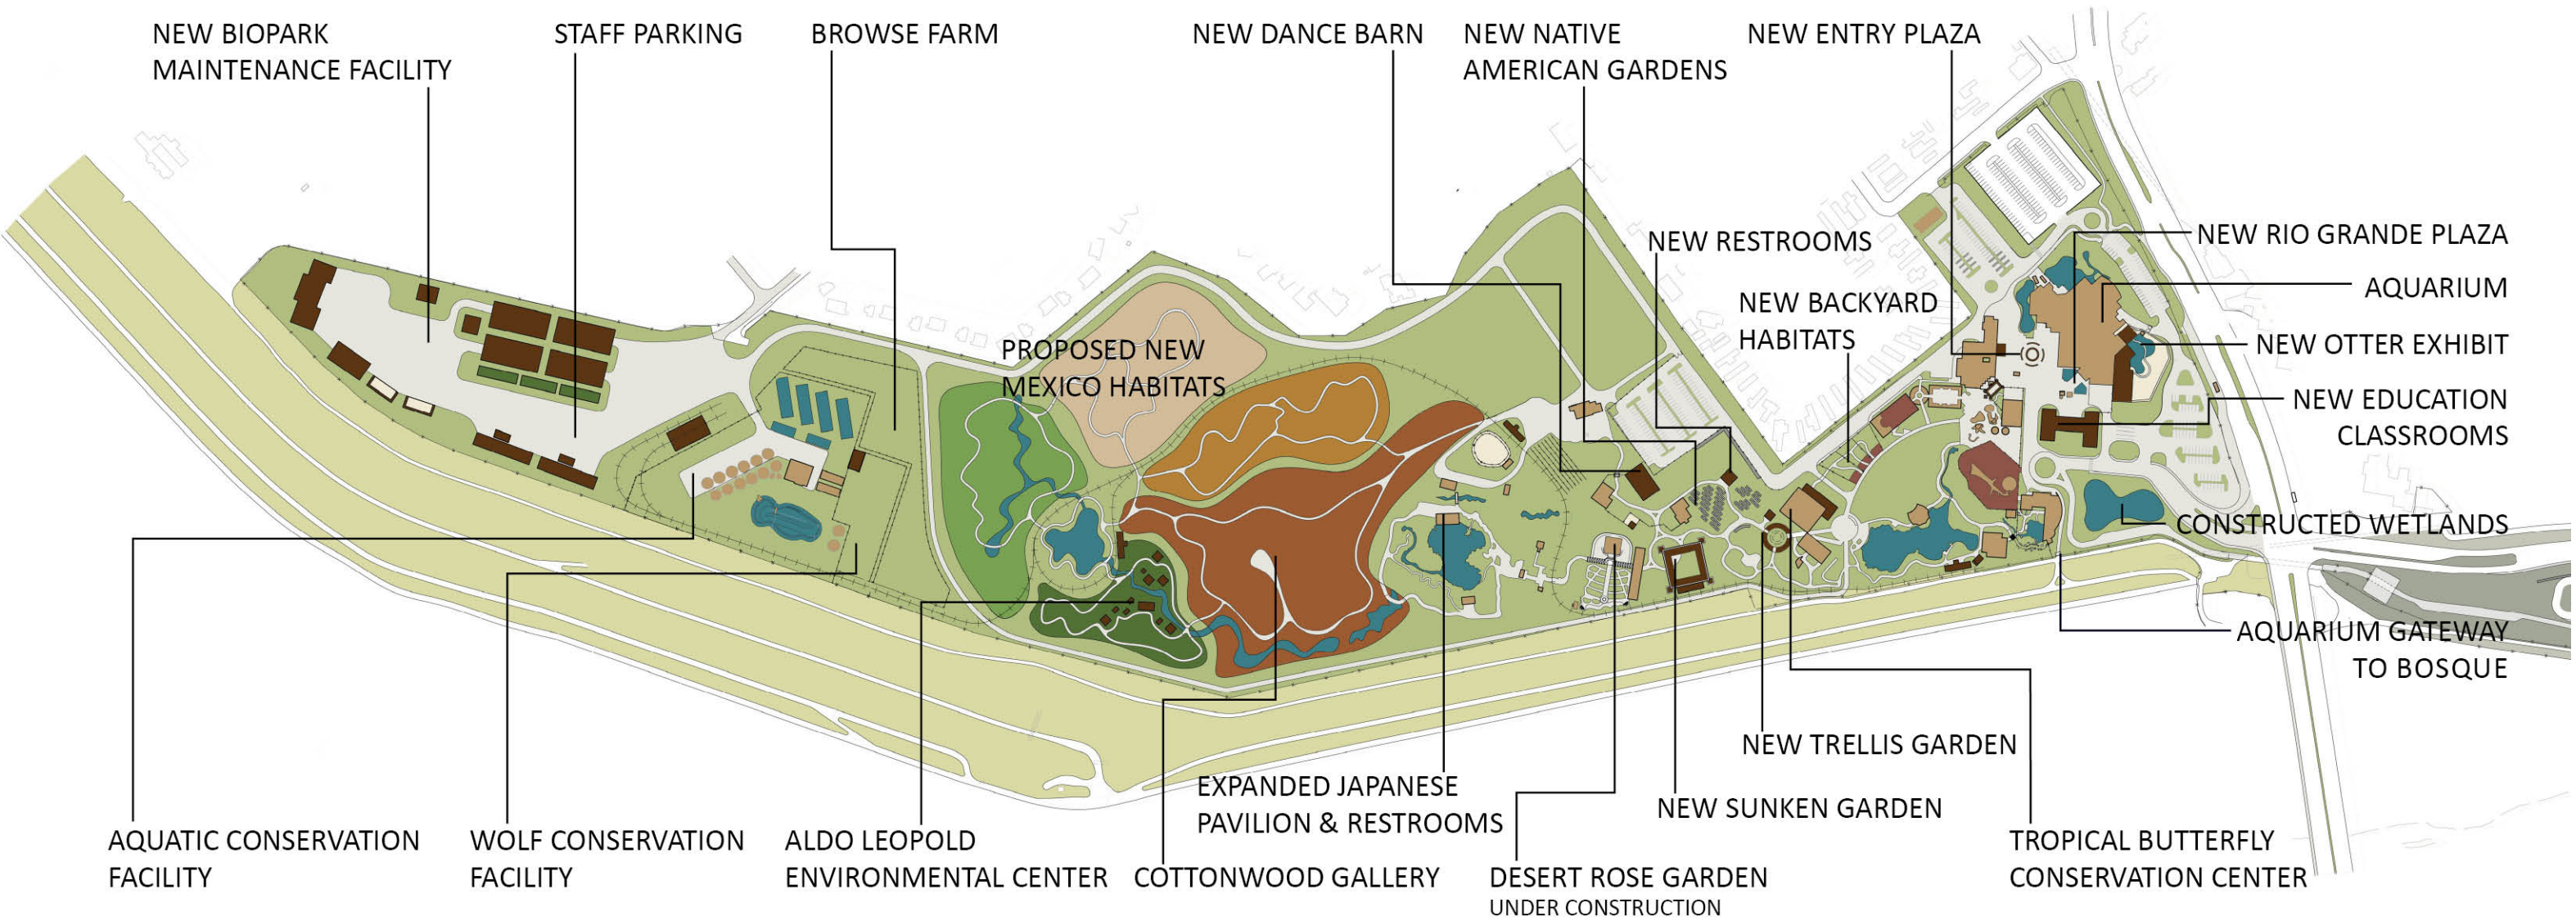 NEW BIOPARK
MAINTENANCE FACILITY
STAFF PARKING
BROWSE FARM
NEW DANCE BARN
NEW NATIVE
AMERICAN GARDENS
NEW ENTRY PLAZA
NEW RESTROOMS
NEW BACKYARD
HABITATS
NEW RIO GRANDE PLAZA
AQUARIUM
NEW OTTER EXHIBIT
NEW EDUCATION
CLASSROOMS
PROPOSED NEW
MEXICO HABITATS
CONSTRUCTED WETLANDS
AQUARIUM GATEWAY
TO BOSQUE
AQUATIC CONSERVATION
FACILITY
WOLF CONSERVATION
FACILITY
ALDO LEOPOLD
ENVIRONMENTAL CENTER
COTTONWOOD GALLERY
EXPANDED JAPANESE
PAVILION & RESTROOMS
DESERT ROSE GARDEN
UNDER CONSTRUCTION
NEW SUNKEN GARDEN
NEW TRELLIS GARDEN
TROPICAL BUTTERFLY
CONSERVATION CENTER